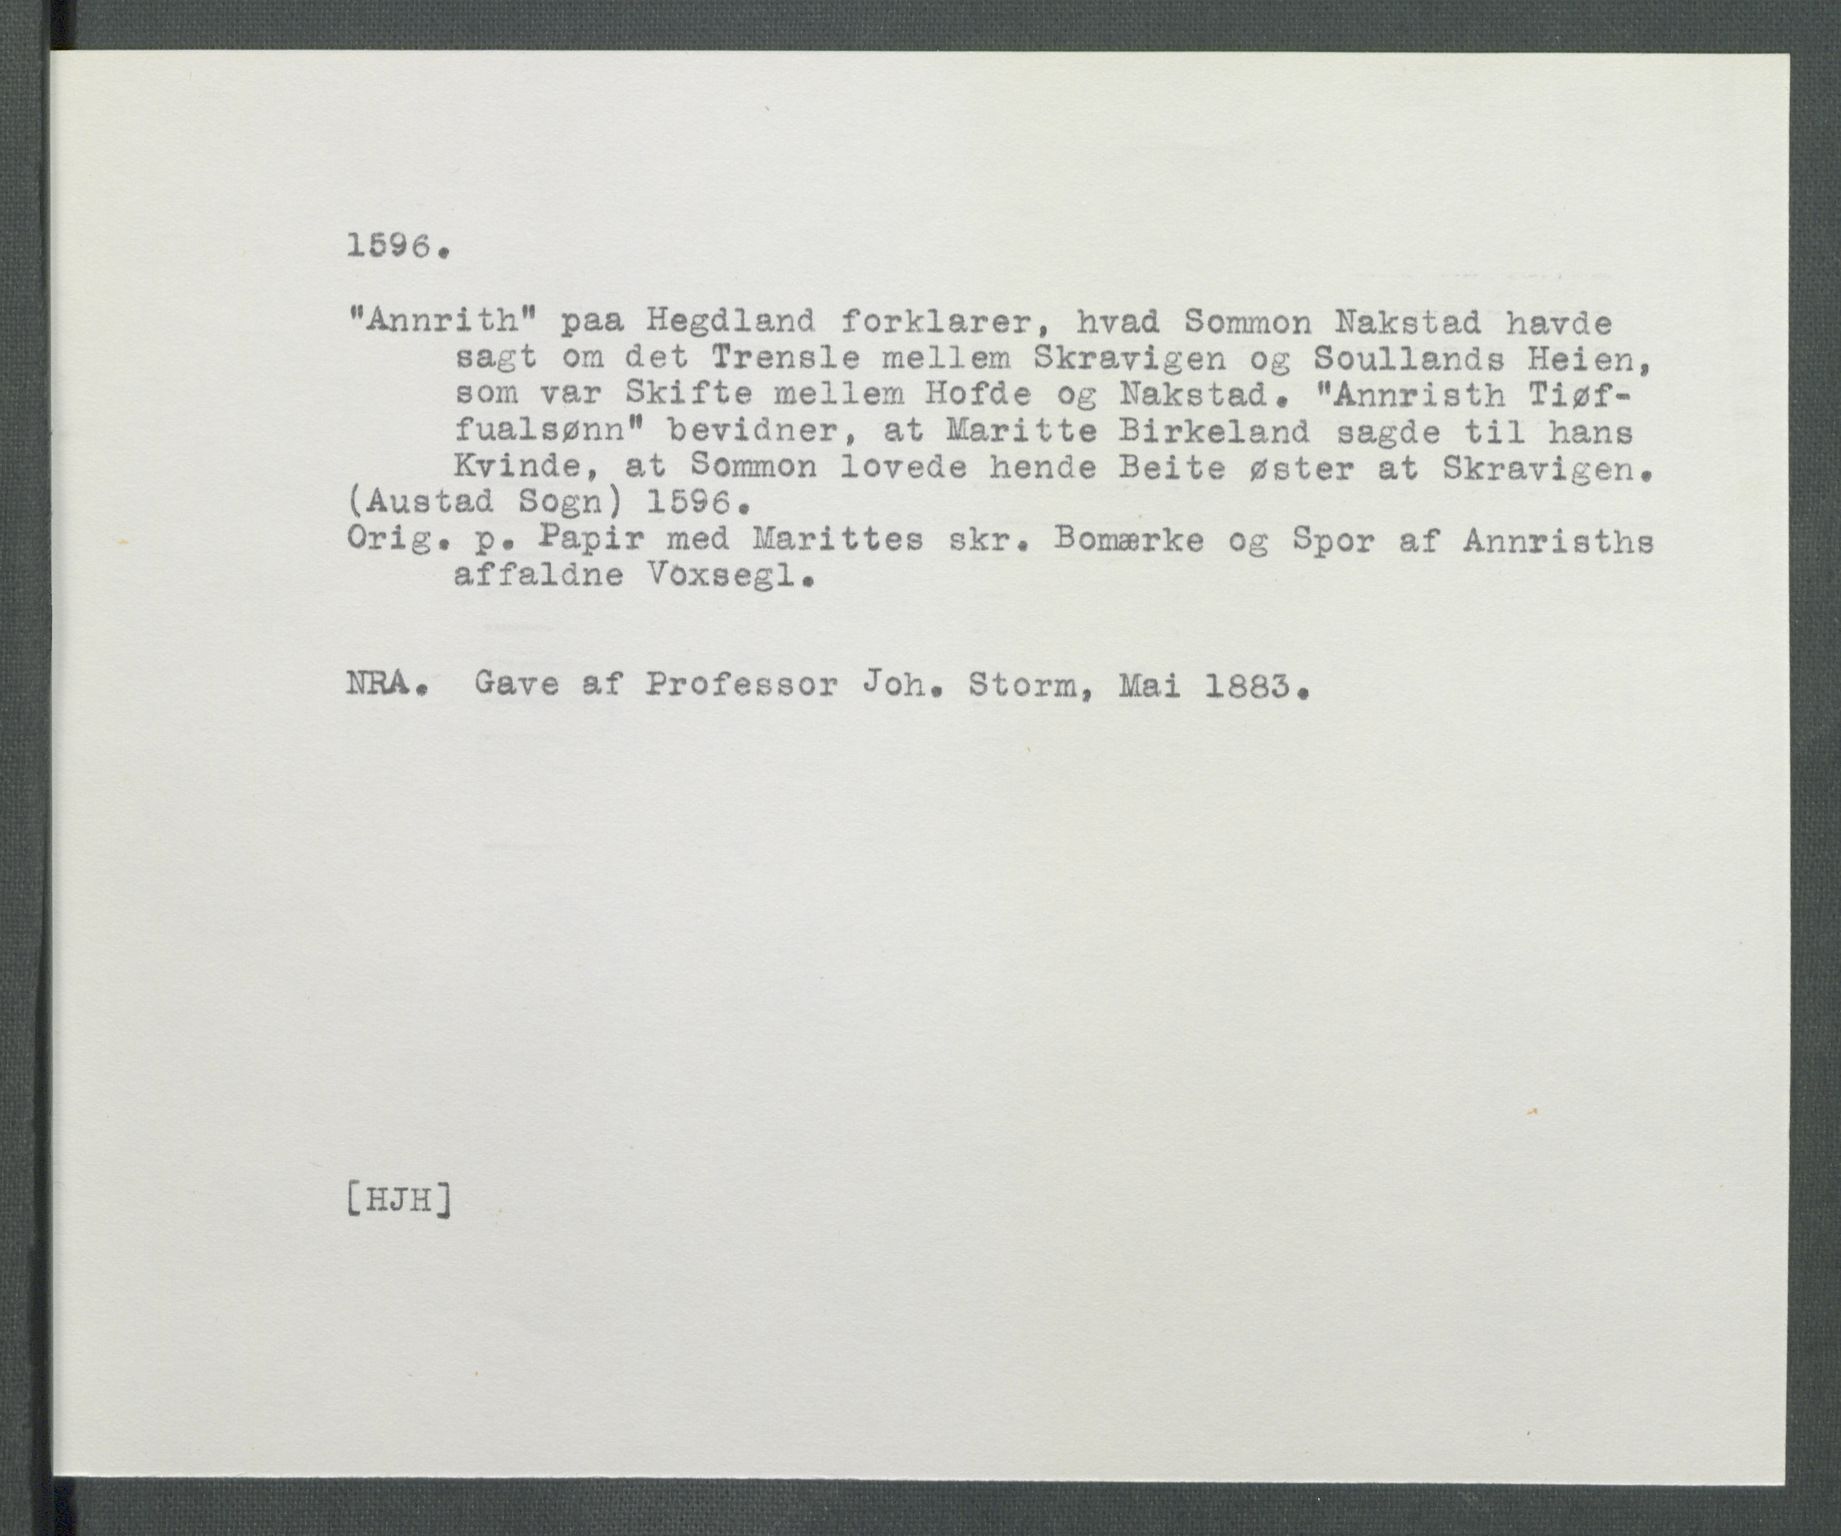 1596.
"Annrith" paa Hegdland forklarer, hvad Sommon Nakstad havde
sagt om det Trensle mellem Skravigen og Soullands Heien,
som var Skifte mellem Hofde og Nakstad. "Annristh Tiøf-
fualsønn" bevidner, at Maritte Birkeland sagde til hans
Kvinde, at Sommon lovede hende Beite øster at Skravigen.
(Austad Sogn) 1596.
Orig. p. Papir med Marittes skr. Bomærke og Spor af Annrisths
affaldne Voxsegl.
NRA. Gave af Professor Joh. Storm, Mai 1883.
[HJH]